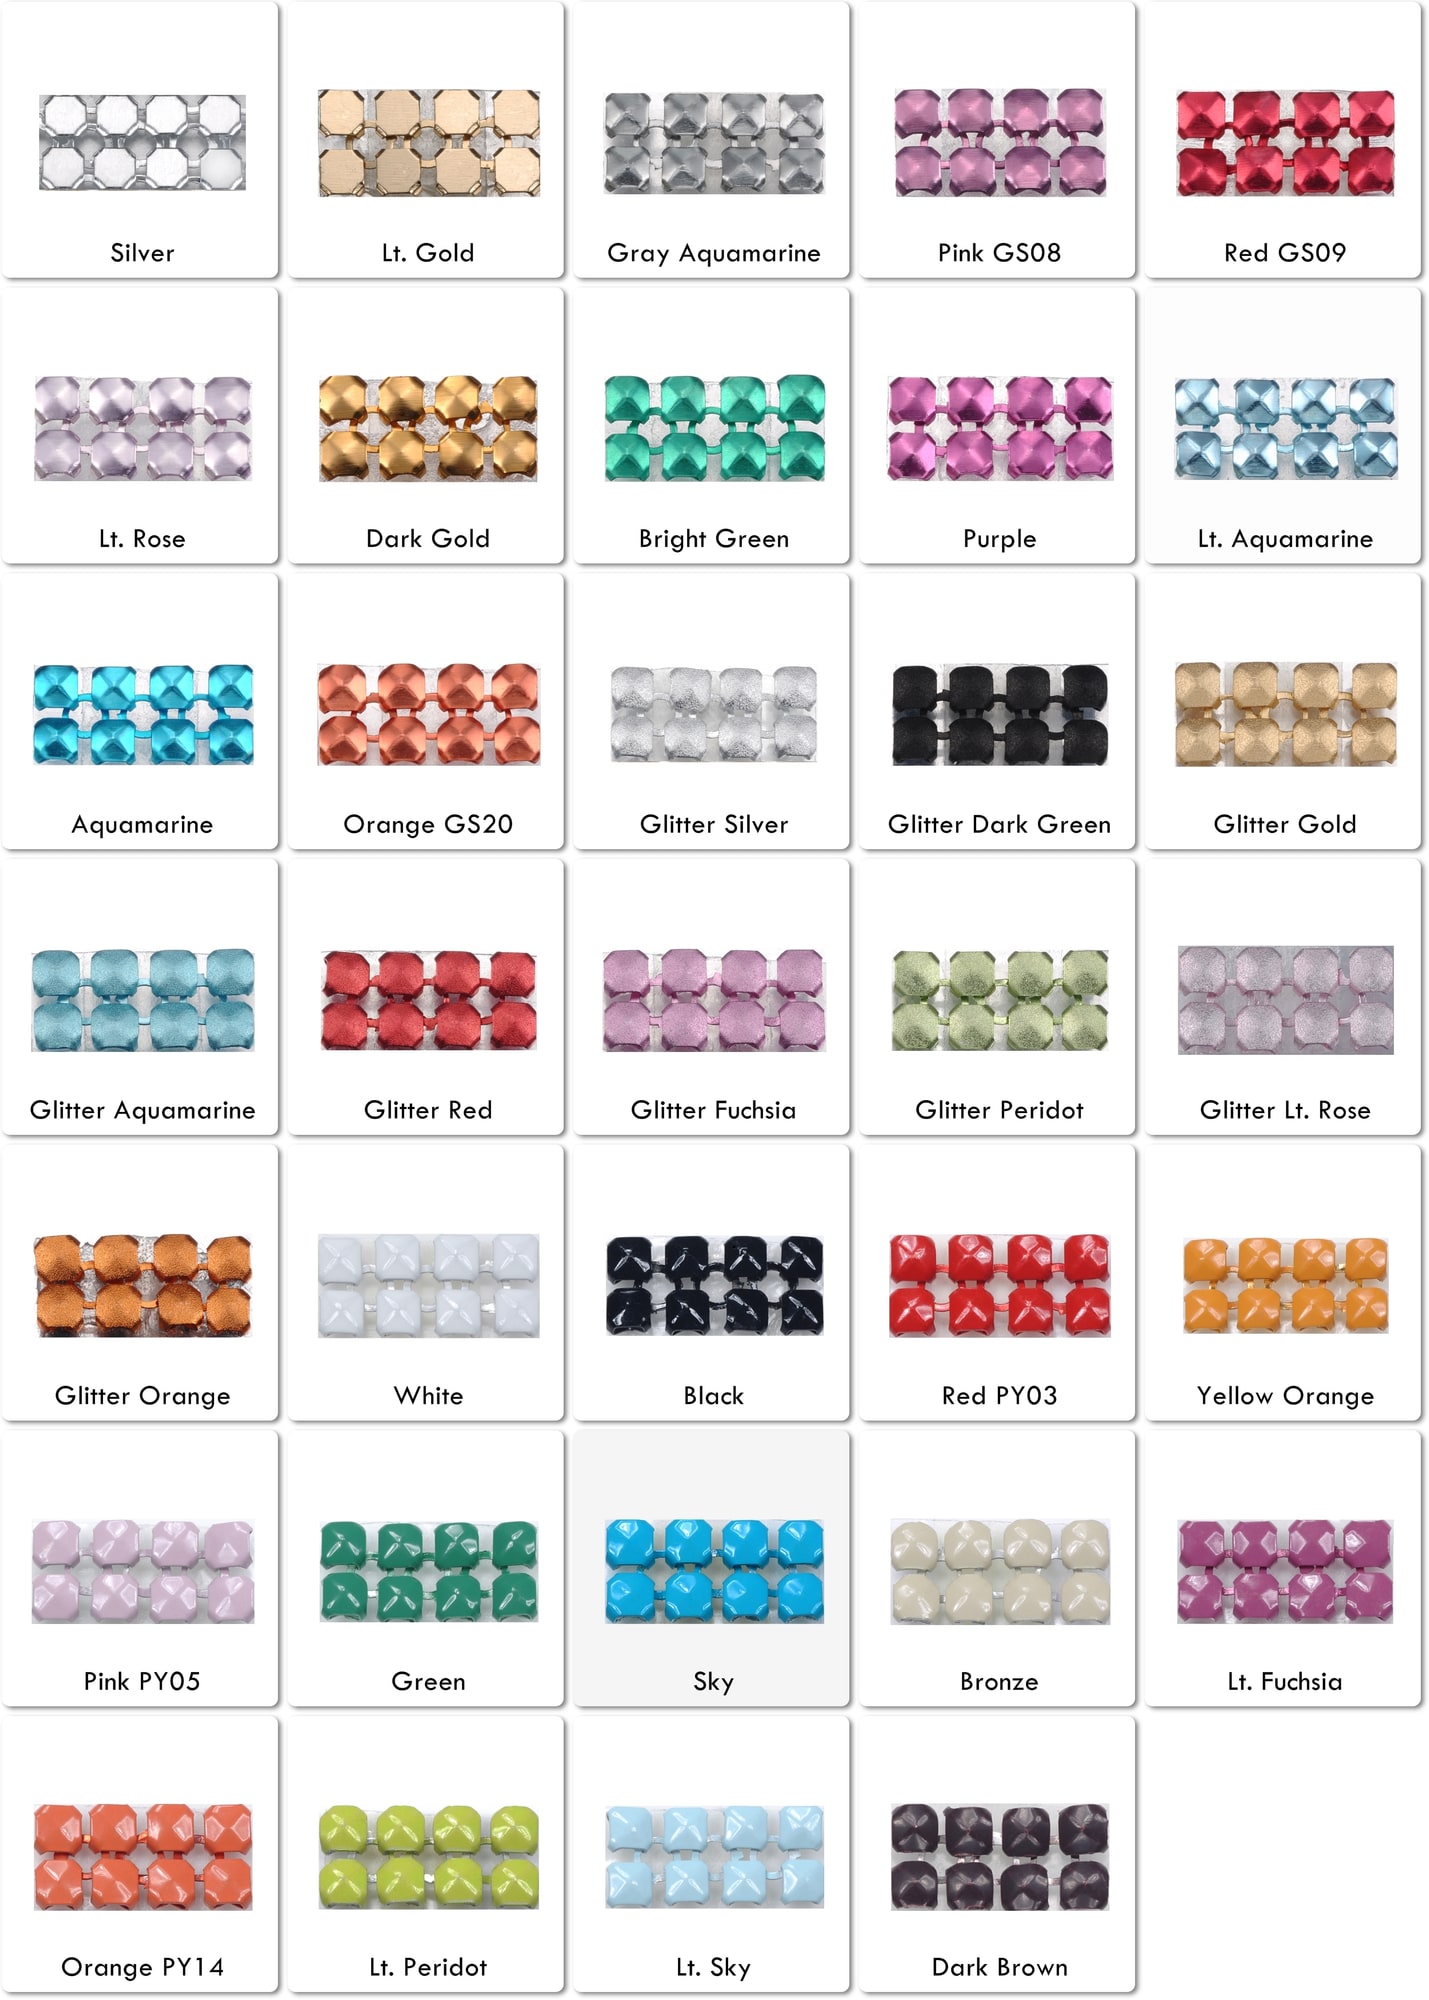 Silver
Lt. Gold
Gray Aquamarine
Pink GS08
Red GS09
Lt. Rose
Dark Gold
Bright Green
Purple
Lt. Aquamarine
Aquamarine
Orange GS20
Glitter Silver
Glitter Dark Green
Glitter Gold
Glitter Aquamarine
Glitter Red
Glitter Fuchsia
Glitter Peridot
Glitter Lt. Rose
Glitter Orange
White
Black
Red PY03
Yellow Orange
Pink PY05
Green
Sky
Bronze
Lt. Fuchsia
Orange PY14
Lt. Peridot
Lt. Sky
Dark Brown